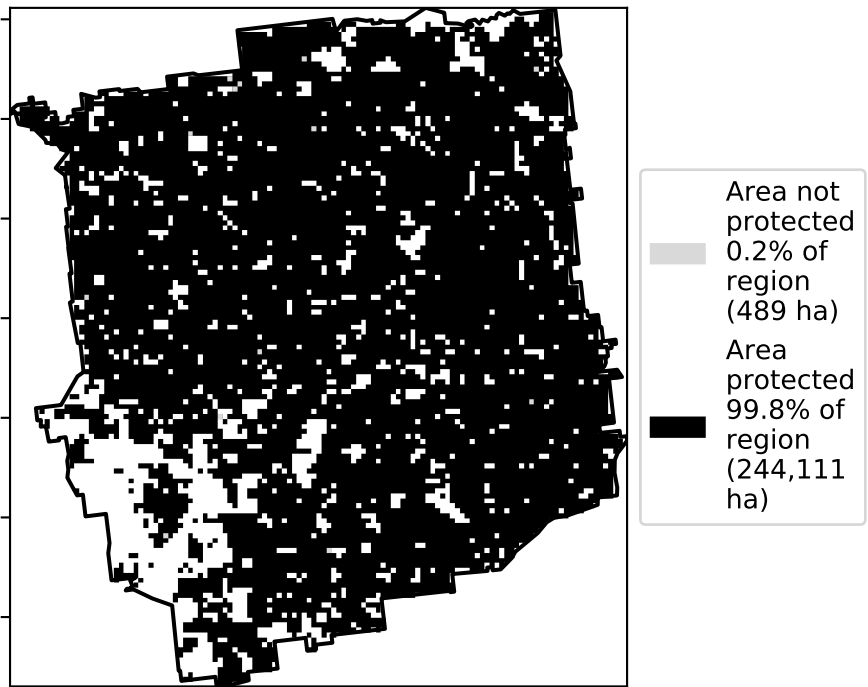 Area not
protected
0.2% of
region
(489 ha)
Area
protected
99.8% of
region
(244,111
ha)